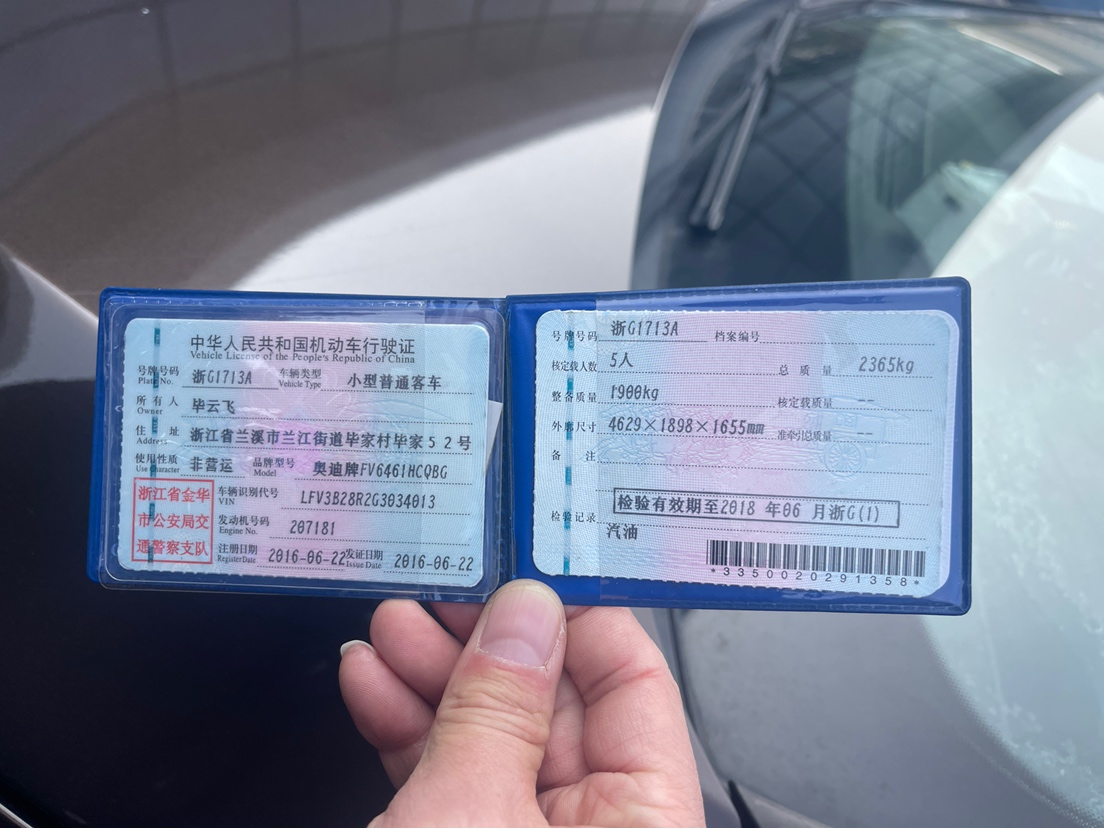 中华人民共和国机动车行驶证
Vehicle License of the People's Republic of China
号牌号码 浙G1713A 车辆类型 小型普通客车
Plate No. Vehicle Type
所有人 毕云飞
Owner
住址 浙江省兰溪市兰江街道毕家村毕家52号
Address
使用性质 非营运 品牌型号 奥迪牌FV6461HCQBG
Use Character Model
浙江省金华
市公安局交
通警察支队
车辆识别代号 LFV3B28R2G3034013
VIN
发动机号码 207181
Engine No.
注册日期 2016-06-22 发证日期 2016-06-22
Register Date Issue Date
号牌号码 浙G1713A 档案编号
核定载人数 5人 总质量 2365kg
整备质量 1900kg 核定载质量 --
外廓尺寸 4629×1898×1655mm 准牵引总质量 --
备注
检验有效期至2018 年06 月浙G(1)
检验记录
汽油
*3350020291358*